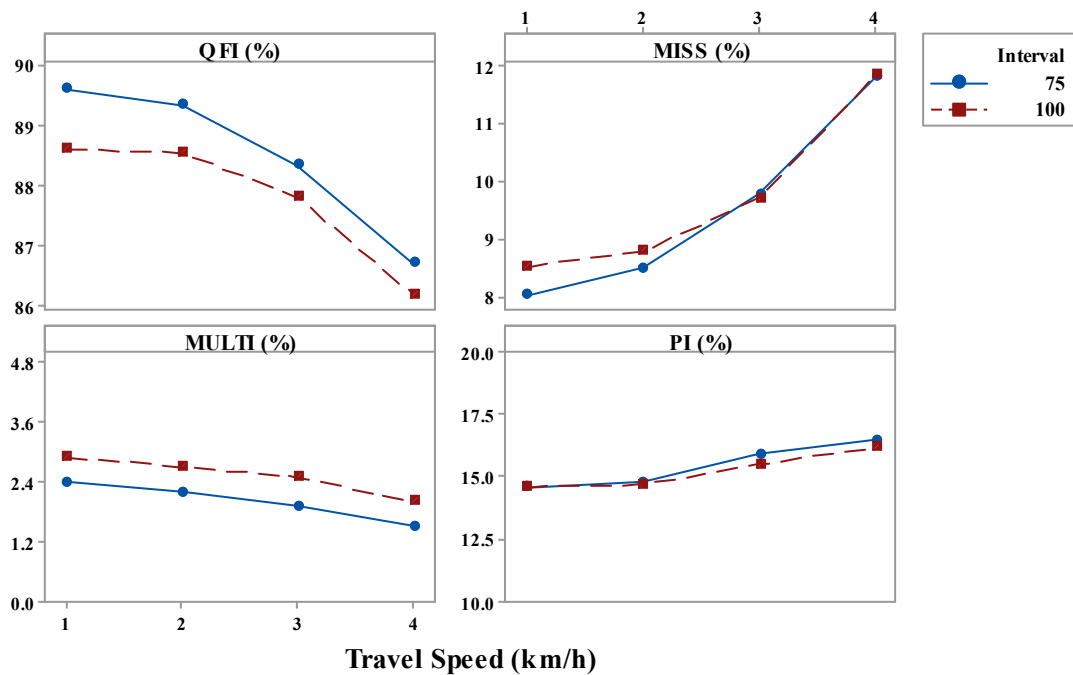 1 2 3 4
QFI (%)
MISS (%)
Interval
75
100
90
89
88
87
86
12
11
10
9
8
MULTI (%)
PI (%)
4.8
3.6
2.4
1.2
0.0
20.0
17.5
15.0
12.5
10.0
1 2 3 4
Travel Speed (km/h)